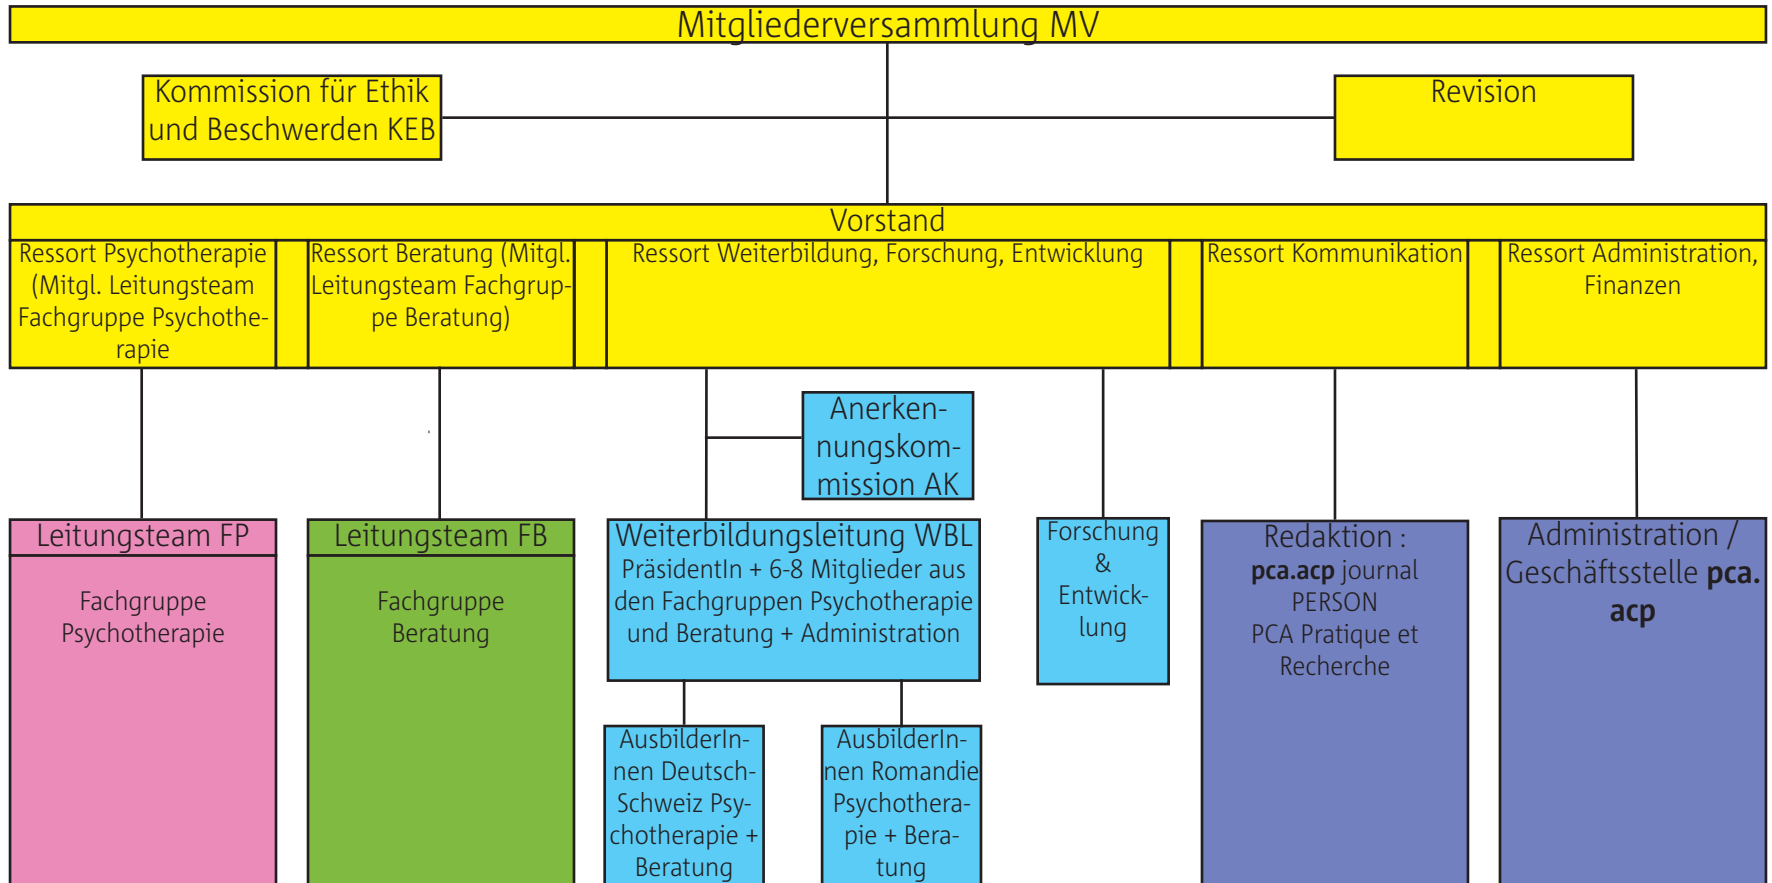 Mitgliederversammlung MV
Kommission für Ethik
und Beschwerden KEB
Revision
Vorstand
Ressort Psychotherapie
(Mitgl. Leitungsteam
Fachgruppe Psychothe-
rapie
Ressort Beratung (Mitgl.
Leitungsteam Fachgrup-
pe Beratung)
Ressort Weiterbildung, Forschung, Entwicklung
Ressort Kommunikation
Ressort Administration,
Finanzen
Anerken-
nungskom-
mission AK
Leitungsteam FP
Fachgruppe
Psychotherapie
Leitungsteam FB
Fachgruppe
Beratung
Weiterbildungsleitung WBL
PräsidentIn + 6-8 Mitglieder aus
den Fachgruppen Psychotherapie
und Beratung + Administration
Forschung
&
Entwick-
lung
Redaktion :
pca.acp journal
PERSON
PCA Pratique et
Recherche
Administration /
Geschäftsstelle pca.
acp
AusbilderIn-
nen Deutsch-
Schweiz Psy-
chotherapie +
Beratung
AusbilderIn-
nen Romandie
Psychothera-
pie + Bera-
tung